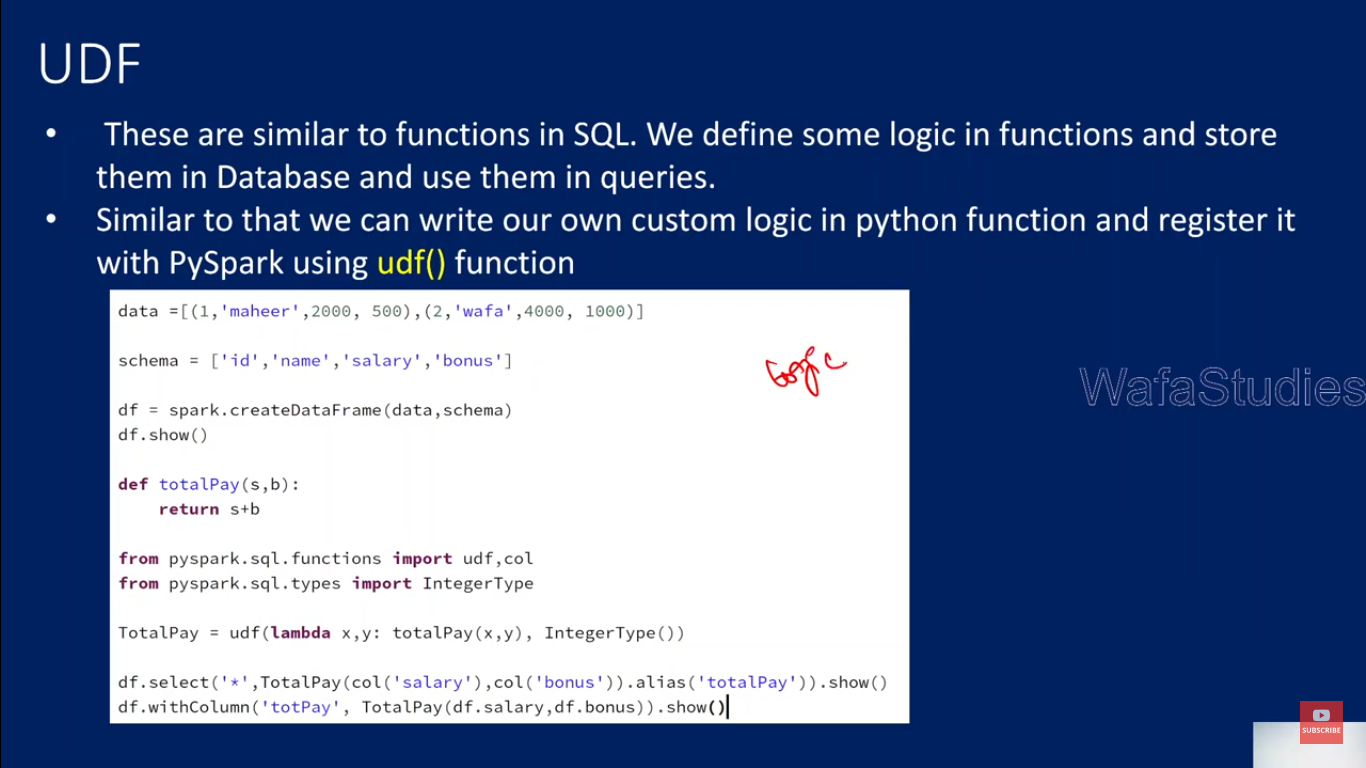 UDF
• These are similar to functions in SQL. We define some logic in functions and store
them in Database and use them in queries.
• Similar to that we can write our own custom logic in python function and register it
with PySpark using udf() function
data =[(1,'maheer',2000, 500),(2,'wafa',4000, 1000)]
schema = ['id','name','salary','bonus']
Logic
WafaStudies
df = spark.createDataFrame(data,schema)
df.show()
def totalPay(s,b):
    return s+b
from pyspark.sql.functions import udf,col
from pyspark.sql.types import IntegerType
TotalPay = udf(lambda x,y: totalPay(x,y), IntegerType())
df.select('*',TotalPay(col('salary'),col('bonus')).alias('totalPay')).show()
df.withColumn('totPay', TotalPay(df.salary,df.bonus)).show()
SUBSCRIBE